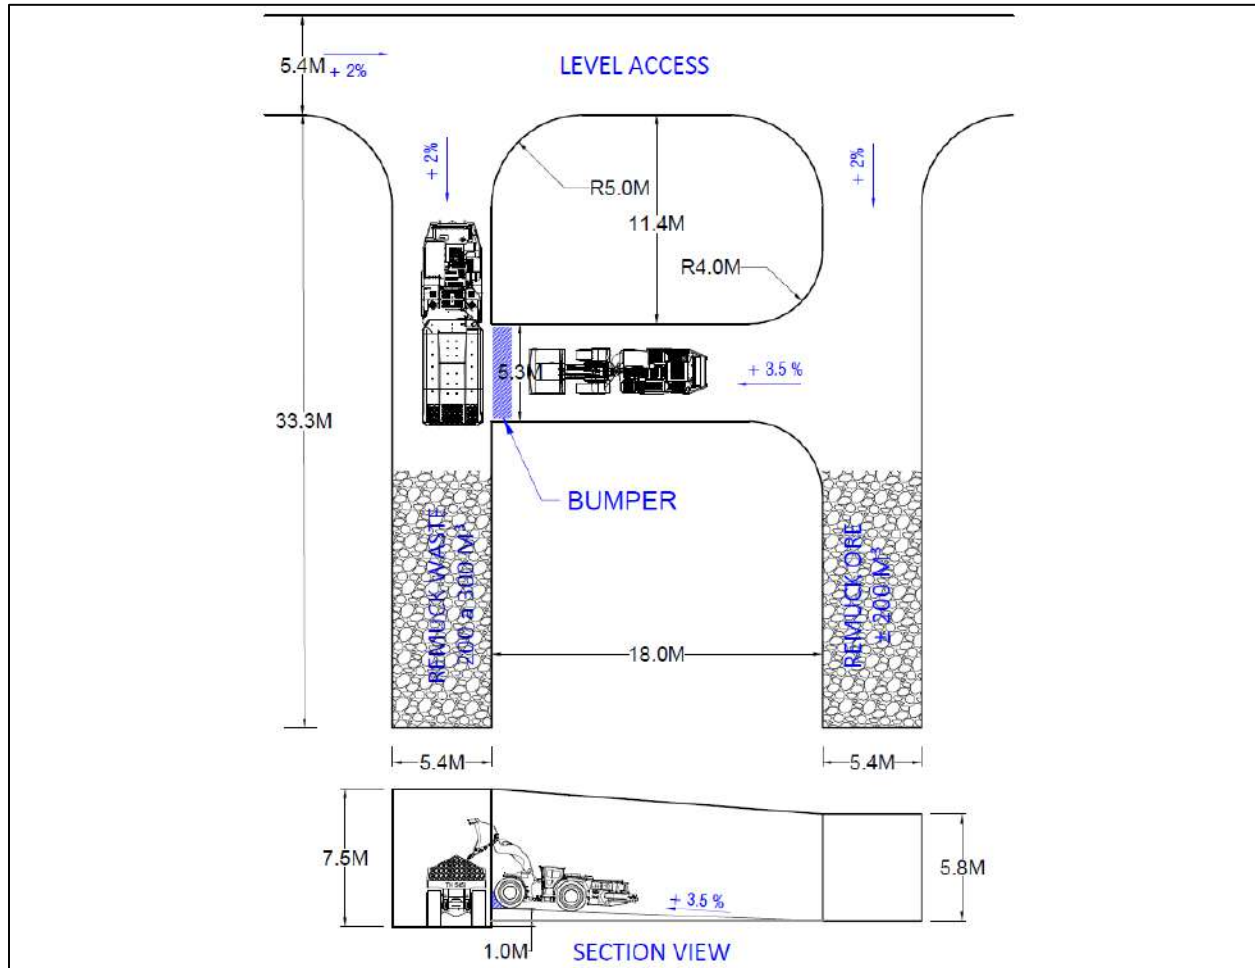 5.4M
+ 2%
LEVEL ACCESS
+ 2%
+ 2%
R5.0M
11.4M
R4.0M
5.3M
+ 3.5 %
33.3M
BUMPER
REMUCK WASTE
200 a 300 M³
REMUCK ORE
± 200 M³
18.0M
5.4M
5.4M
7.5M
5.8M
+ 3.5 %
1.0M
SECTION VIEW